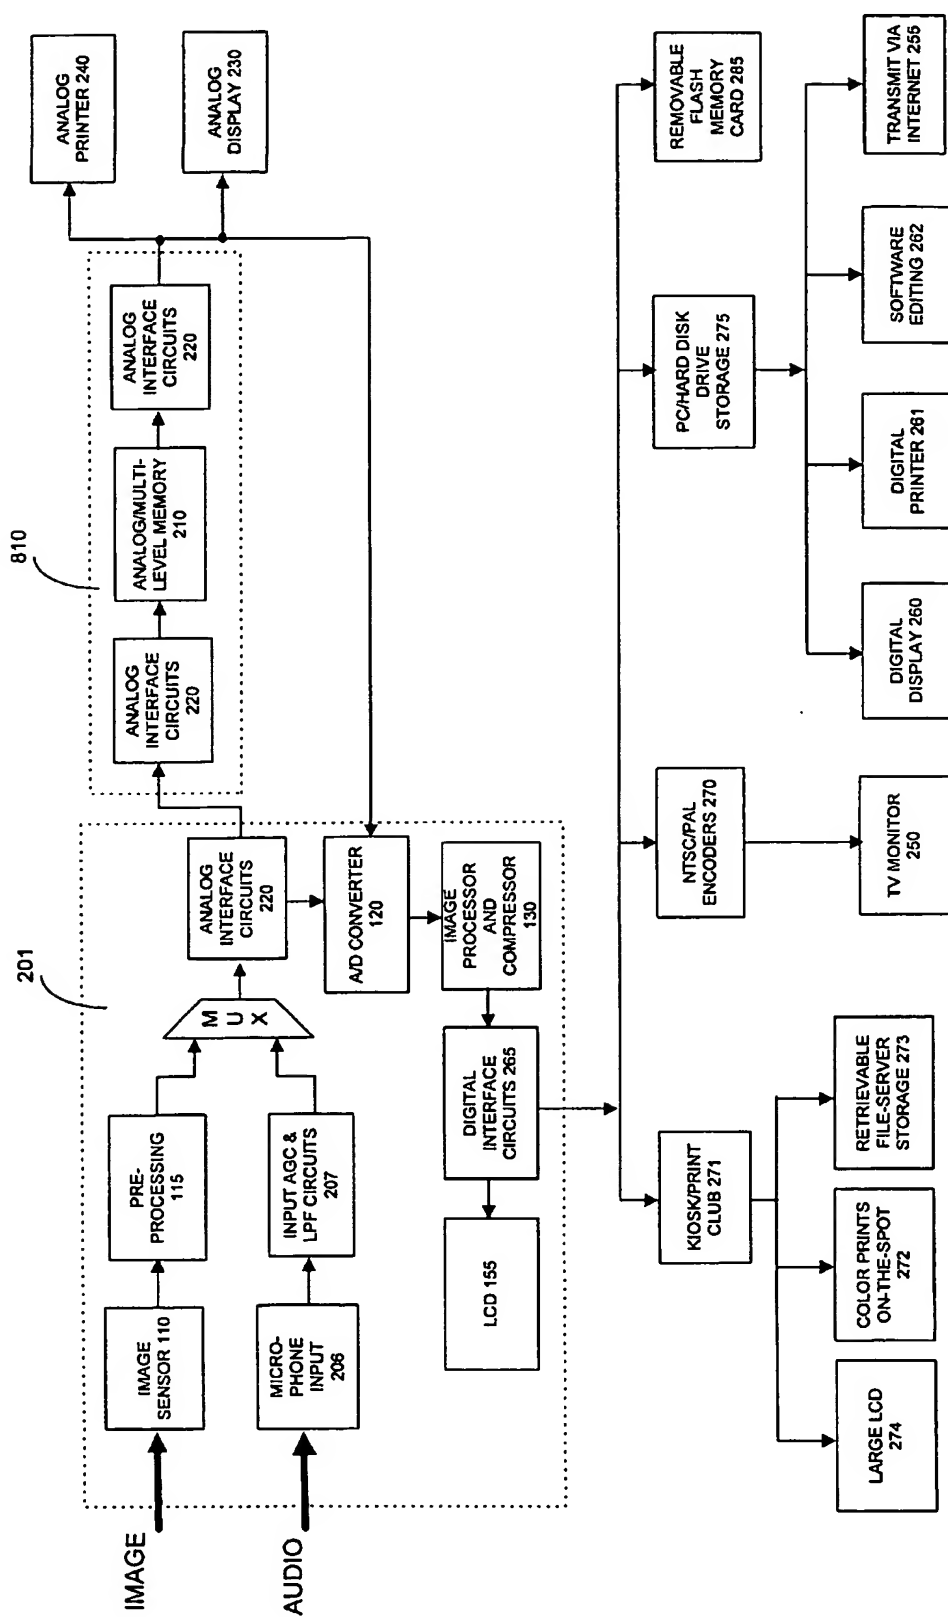 IMAGE
AUDIO
201
IMAGE
SENSOR 110
PRE-
PROCESSING
115
MICRO-
PHONE
INPUT
206
INPUT AGC &
LPF CIRCUITS
207
M
U
X
ANALOG
INTERFACE
CIRCUITS
220
A/D CONVERTER
120
IMAGE
PROCESSOR
AND
COMPRESSOR
130
DIGITAL
INTERFACE
CIRCUITS 265
LCD 155
810
ANALOG
INTERFACE
CIRCUITS
220
ANALOG/MULTI-
LEVEL MEMORY
210
ANALOG
INTERFACE
CIRCUITS
220
ANALOG
PRINTER 240
ANALOG
DISPLAY 230
KIOSK/PRINT
CLUB 271
NTSC/PAL
ENCODERS 270
PC/HARD DISK
DRIVE
STORAGE 275
REMOVABLE
FLASH
MEMORY
CARD 285
LARGE LCD
274
COLOR PRINTS
ON-THE-SPOT
272
RETRIEVABLE
FILE-SERVER
STORAGE 273
TV MONITOR
250
DIGITAL
DISPLAY 260
DIGITAL
PRINTER 261
SOFTWARE
EDITING 262
TRANSMIT VIA
INTERNET 255